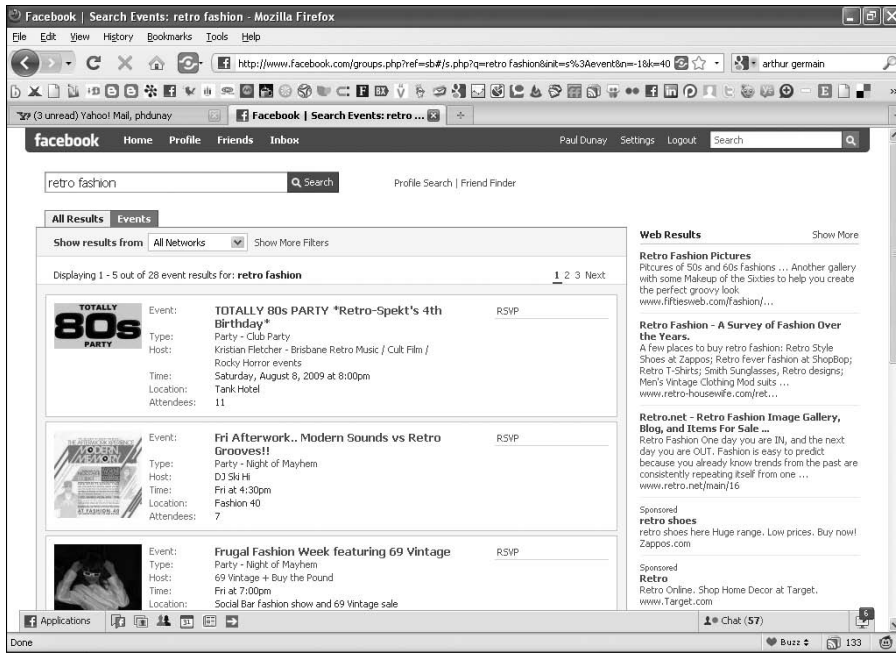 Facebook | Search Events: retro fashion - Mozilla Firefox
File Edit View History Bookmarks Tools Help
http://www.facebook.com/groups.php?ref=sb#/s.php?q=retro fashion&init=s%3Aevent&n=-1&k=40
arthur germain
(3 unread) Yahoo! Mail, phdunay
Facebook | Search Events: retro ...
facebook Home Profile Friends Inbox Paul Dunay Settings Logout Search
retro fashion Search Profile Search | Friend Finder
All Results Events
Show results from All Networks Show More Filters
Displaying 1 - 5 out of 28 event results for: retro fashion 1 2 3 Next
TOTALLY
80s
PARTY
Event: TOTALLY 80s PARTY *Retro-Spekt's 4th
Birthday*
RSVP
Type: Party - Club Party
Host: Kristian Fletcher - Brisbane Retro Music / Cult Film /
Rocky Horror events
Time: Saturday, August 8, 2009 at 8:00pm
Location: Tank Hotel
Attendees: 11
MODERN
MEMORY
AT FASHION 40
Event: Fri Afterwork.. Modern Sounds vs Retro
Grooves!!
RSVP
Type: Party - Night of Mayhem
Host: DJ Ski Hi
Time: Fri at 4:30pm
Location: Fashion 40
Attendees: 7
Event: Frugal Fashion Week featuring 69 Vintage
RSVP
Type: Party - Night of Mayhem
Host: 69 Vintage + Buy the Pound
Time: Fri at 7:00pm
Location: Social Bar fashion show and 69 Vintage sale
Web Results Show More
Retro Fashion Pictures
Pitcures of 50s and 60s fashions ... Another gallery
with some Makeup of the Sixties to help you create
the perfect groovy look
www.fiftiesweb.com/fashion/...
Retro Fashion - A Survey of Fashion Over
the Years.
A few places to buy retro fashion: Retro Style
Shoes at Zappos; Retro fever fashion at ShopBop;
Retro T-Shirts; Smith Sunglasses, Retro designs;
Men's Vintage Clothing Mod suits ...
www.retro-housewife.com/ret...
Retro.net - Retro Fashion Image Gallery,
Blog, and Items For Sale ...
Retro Fashion One day you are IN, and the next
day you are OUT. Fashion is easy to predict
because you already know trends from the past are
consistently repeating itself from one ...
www.retro.net/main/16
Sponsored
retro shoes
retro shoes here Huge range. Low prices. Buy now!
Zappos.com
Sponsored
Retro
Retro Online. Shop Home Decor at Target.
www.Target.com
Applications Chat (57) 6
Done Buzz 133